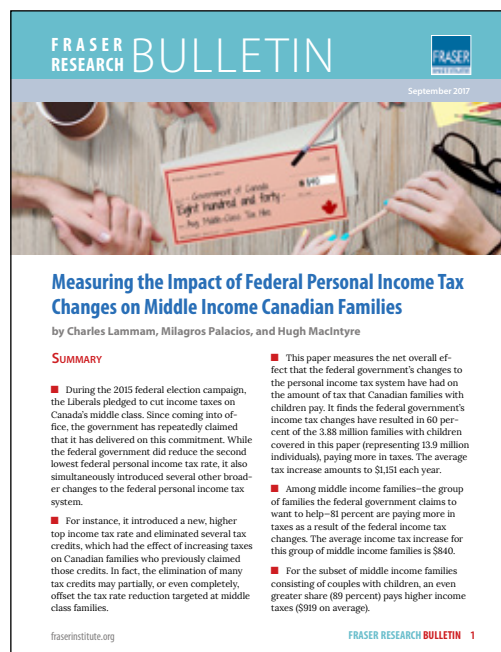 FRASER
RESEARCH
BULLETIN
FRASER
INSTITUTE
September 2017
Government of Canada
Eight hundred and forty
Avg. Middle-Class Tax Hike
Measuring the Impact of Federal Personal Income Tax
Changes on Middle Income Canadian Families
by Charles Lammam, Milagros Palacios, and Hugh MacIntyre
SUMMARY
■ During the 2015 federal election campaign,
the Liberals pledged to cut income taxes on
Canada's middle class. Since coming into of-
fice, the government has repeatedly claimed
that it has delivered on this commitment. While
the federal government did reduce the second
lowest federal personal income tax rate, it also
simultaneously introduced several other broad-
er changes to the federal personal income tax
system.
■ For instance, it introduced a new, higher
top income tax rate and eliminated several tax
credits, which had the effect of increasing taxes
on Canadian families who previously claimed
those credits. In fact, the elimination of many
tax credits may partially, or even completely,
offset the tax rate reduction targeted at middle
class families.
■ This paper measures the net overall ef-
fect that the federal government's changes to
the personal income tax system have had on
the amount of tax that Canadian families with
children pay. It finds the federal government's
income tax changes have resulted in 60 per-
cent of the 3.88 million families with children
covered in this paper (representing 13.9 million
individuals), paying more in taxes. The average
tax increase amounts to $1,151 each year.
■ Among middle income families—the group
of families the federal government claims to
want to help—81 percent are paying more in
taxes as a result of the federal income tax
changes. The average income tax increase for
this group of middle income families is $840.
■ For the subset of middle income families
consisting of couples with children, an even
greater share (89 percent) pays higher income
taxes ($919 on average).
fraserinstitute.org
FRASER RESEARCH BULLETIN 1